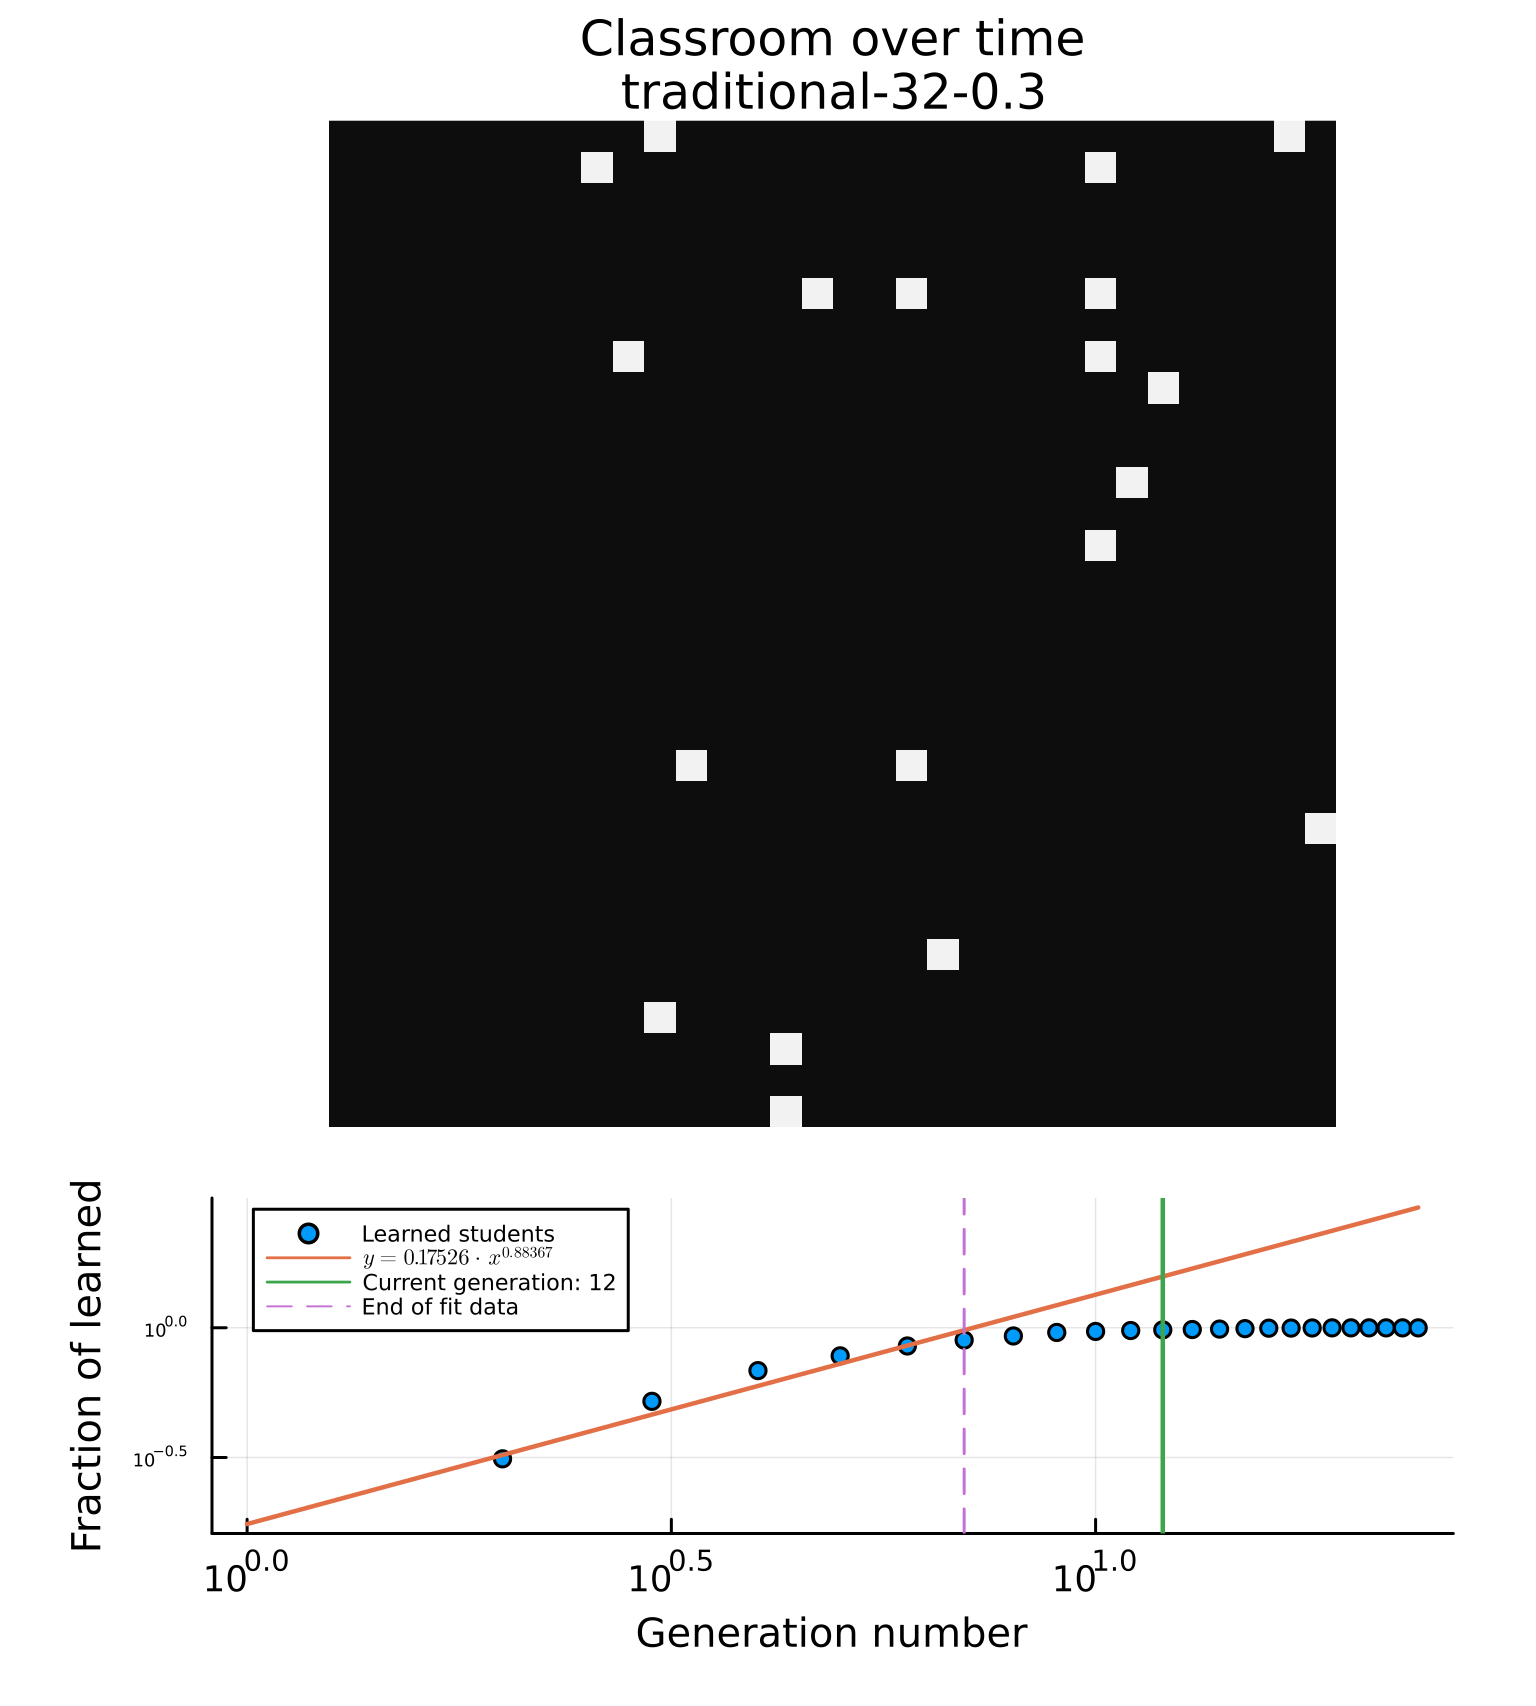 Classroom over time
traditional-32-0.3
Fraction of learned
Learned students
y = 0.17526 · x^0.88367
Current generation: 12
End of fit data
10^0.0
10^−0.5
10^0.0
10^0.5
10^1.0
Generation number